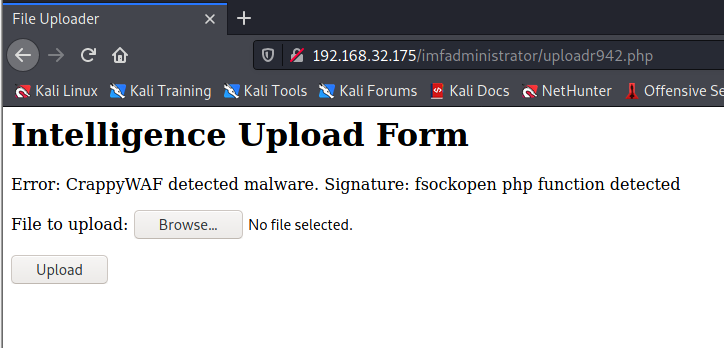 File Uploader
192.168.32.175/imfadministrator/uploadr942.php
Kali Linux Kali Training Kali Tools Kali Forums Kali Docs NetHunter Offensive Se
Intelligence Upload Form
Error: CrappyWAF detected malware. Signature: fsockopen php function detected
File to upload: Browse... No file selected.
Upload